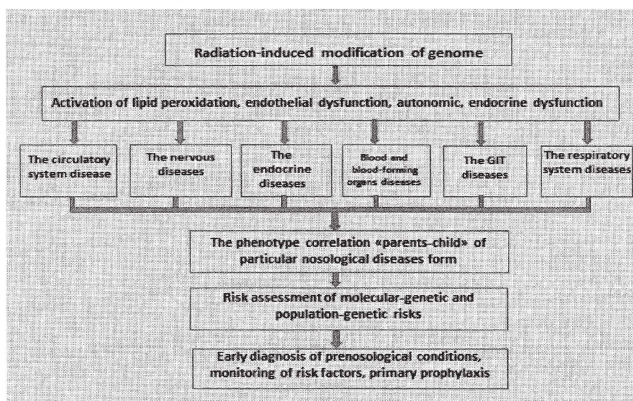 Radiation-induced modification of genome
Activation of lipid peroxidation, endothelial dysfunction, autonomic, endocrine dysfunction
The circulatory
system disease
The nervous
diseases
The
endocrine
diseases
Blood and
blood-forming
organs diseases
The GIT
diseases
The respiratory
system diseases
The phenotype correlation «parents-child» of
particular nosological diseases form
Risk assessment of molecular-genetic and
population-genetic risks
Early diagnosis of prenosological conditions,
monitoring of risk factors, primary prophylaxis